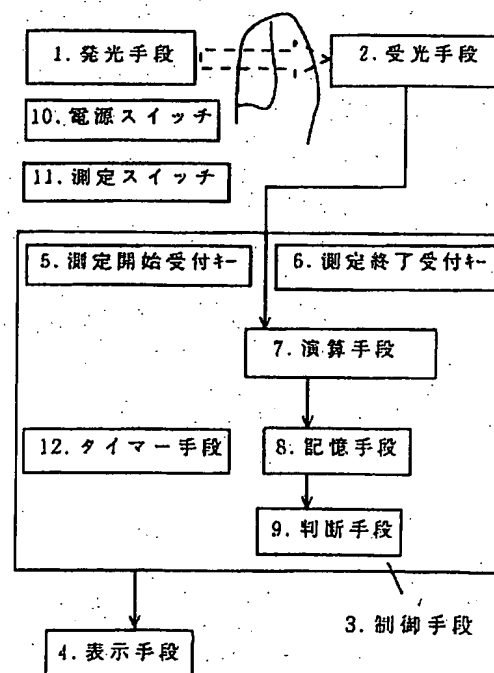 1.発光手段
2.受光手段
10.電源スイッチ
11.測定スイッチ
5.測定開始受付キー
6.測定終了受付キー
7.演算手段
12.タイマー手段
8.記憶手段
9.判断手段
3.制御手段
4.表示手段